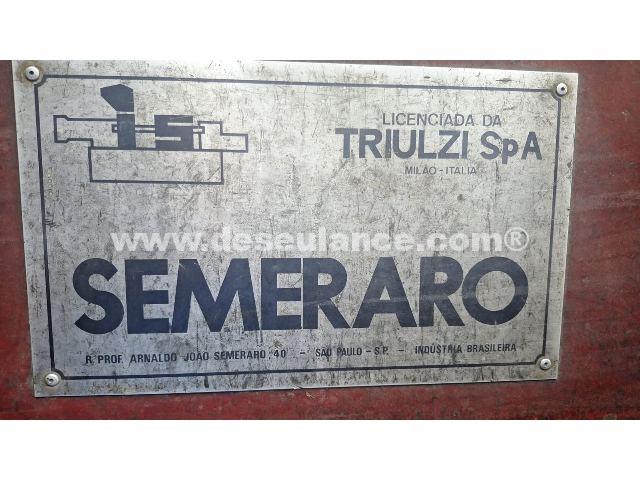 is
LICENCIADA DA
TRIULZI SpA
MILÃO - ITALIA
www.deseulance.com®
SEMERARO
R. PROF. ARNALDO JOÃO SEMERARO, 40 - SÃO PAULO - S.P. - INDÚSTRIA BRASILEIRA